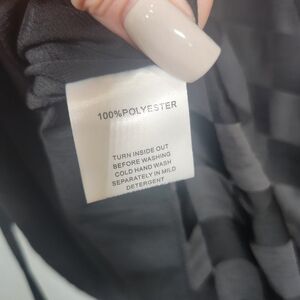 100%POLYESTER
TURN INSIDE OUT
BEFORE WASHING
COLD HAND WASH
SEPARATELY IN MILD
DETERGENT